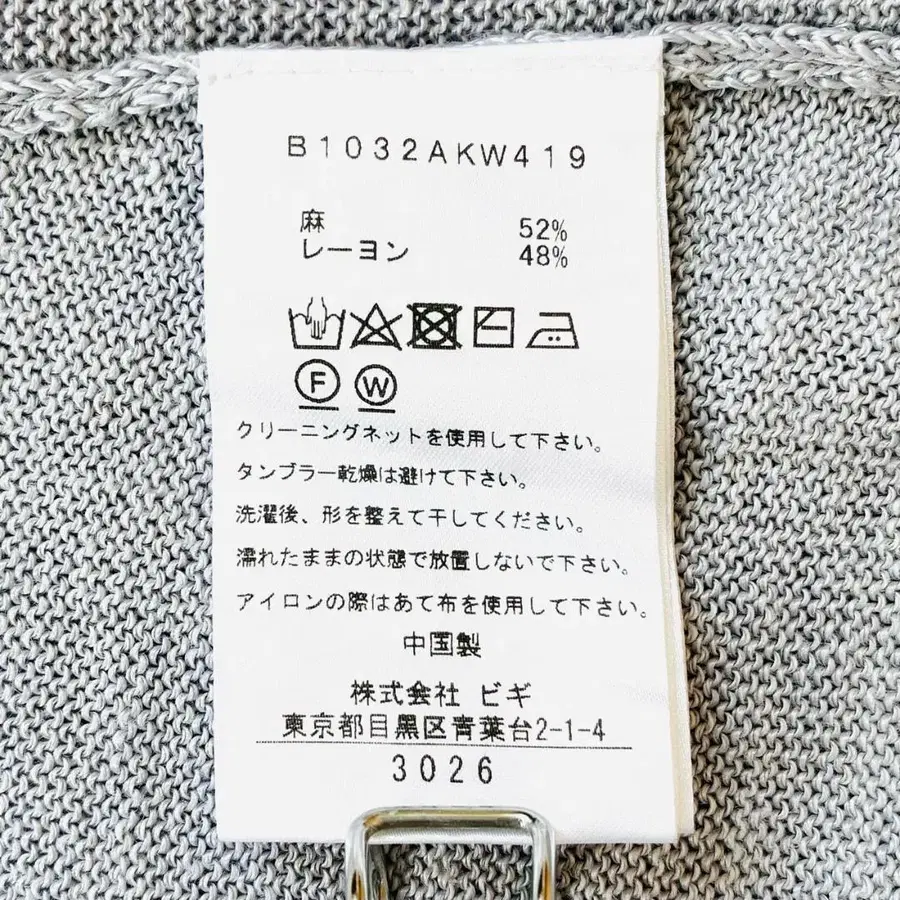 B1032AKW419
麻 52%
レーヨン 48%
F W
クリーニングネットを使用して下さい。
タンブラー乾燥は避けて下さい。
洗濯後、形を整えて干してください。
濡れたままの状態で放置しないで下さい。
アイロンの際はあて布を使用して下さい。
中国製
株式会社 ビギ
東京都目黒区青葉台2-1-4
3026